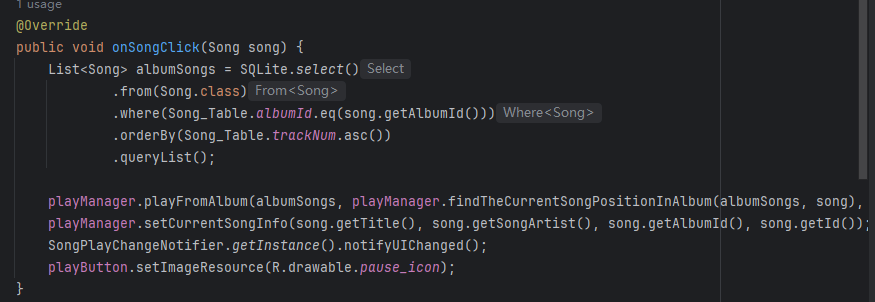 1 usage
@Override
public void onSongClick(Song song) {
List<Song> albumSongs = SQLite.select() Select
.from(Song.class) From<Song>
.where(Song_Table.albumId.eq(song.getAlbumId())) Where<Song>
.orderBy(Song_Table.trackNum.asc())
.queryList();
playManager.playFromAlbum(albumSongs, playManager.findTheCurrentSongPositionInAlbum(albumSongs, song),
playManager.setCurrentSongInfo(song.getTitle(), song.getSongArtist(), song.getAlbumId(), song.getId());
SongPlayChangeNotifier.getInstance().notifyUIChanged();
playButton.setImageResource(R.drawable.pause_icon);
}